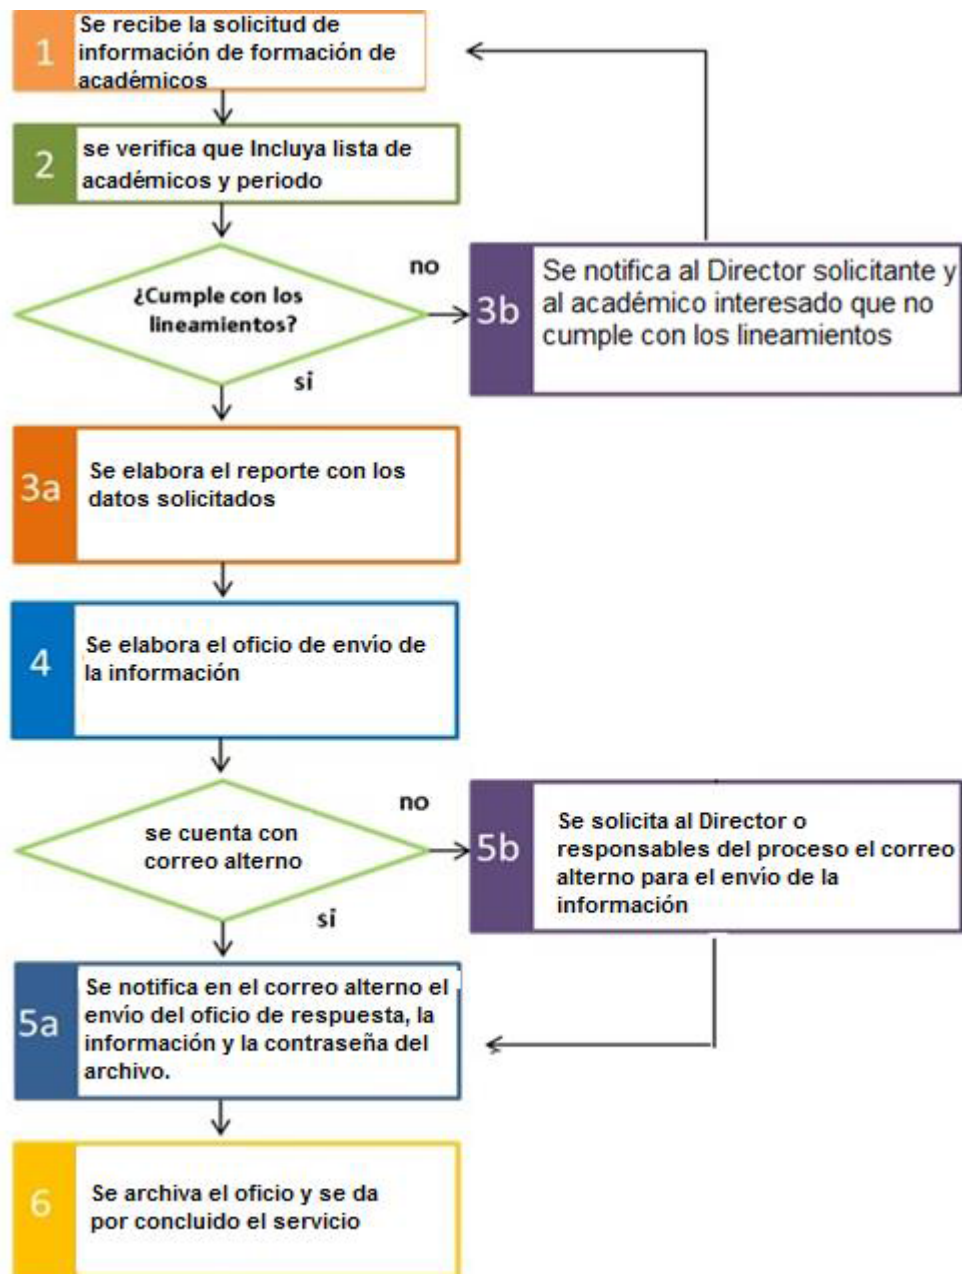 1
Se recibe la solicitud de
información de formación de
académicos
2
se verifica que Incluya lista de
académicos y periodo
¿Cumple con los
lineamientos?
no
si
3b
Se notifica al Director solicitante y
al académico interesado que no
cumple con los lineamientos
3a
Se elabora el reporte con los
datos solicitados
4
Se elabora el oficio de envío de
la información
se cuenta con
correo alterno
no
si
5b
Se solicita al Director o
responsables del proceso el correo
alterno para el envío de la
información
5a
Se notifica en el correo alterno el
envío del oficio de respuesta, la
información y la contraseña del
archivo.
6
Se archiva el oficio y se da
por concluido el servicio